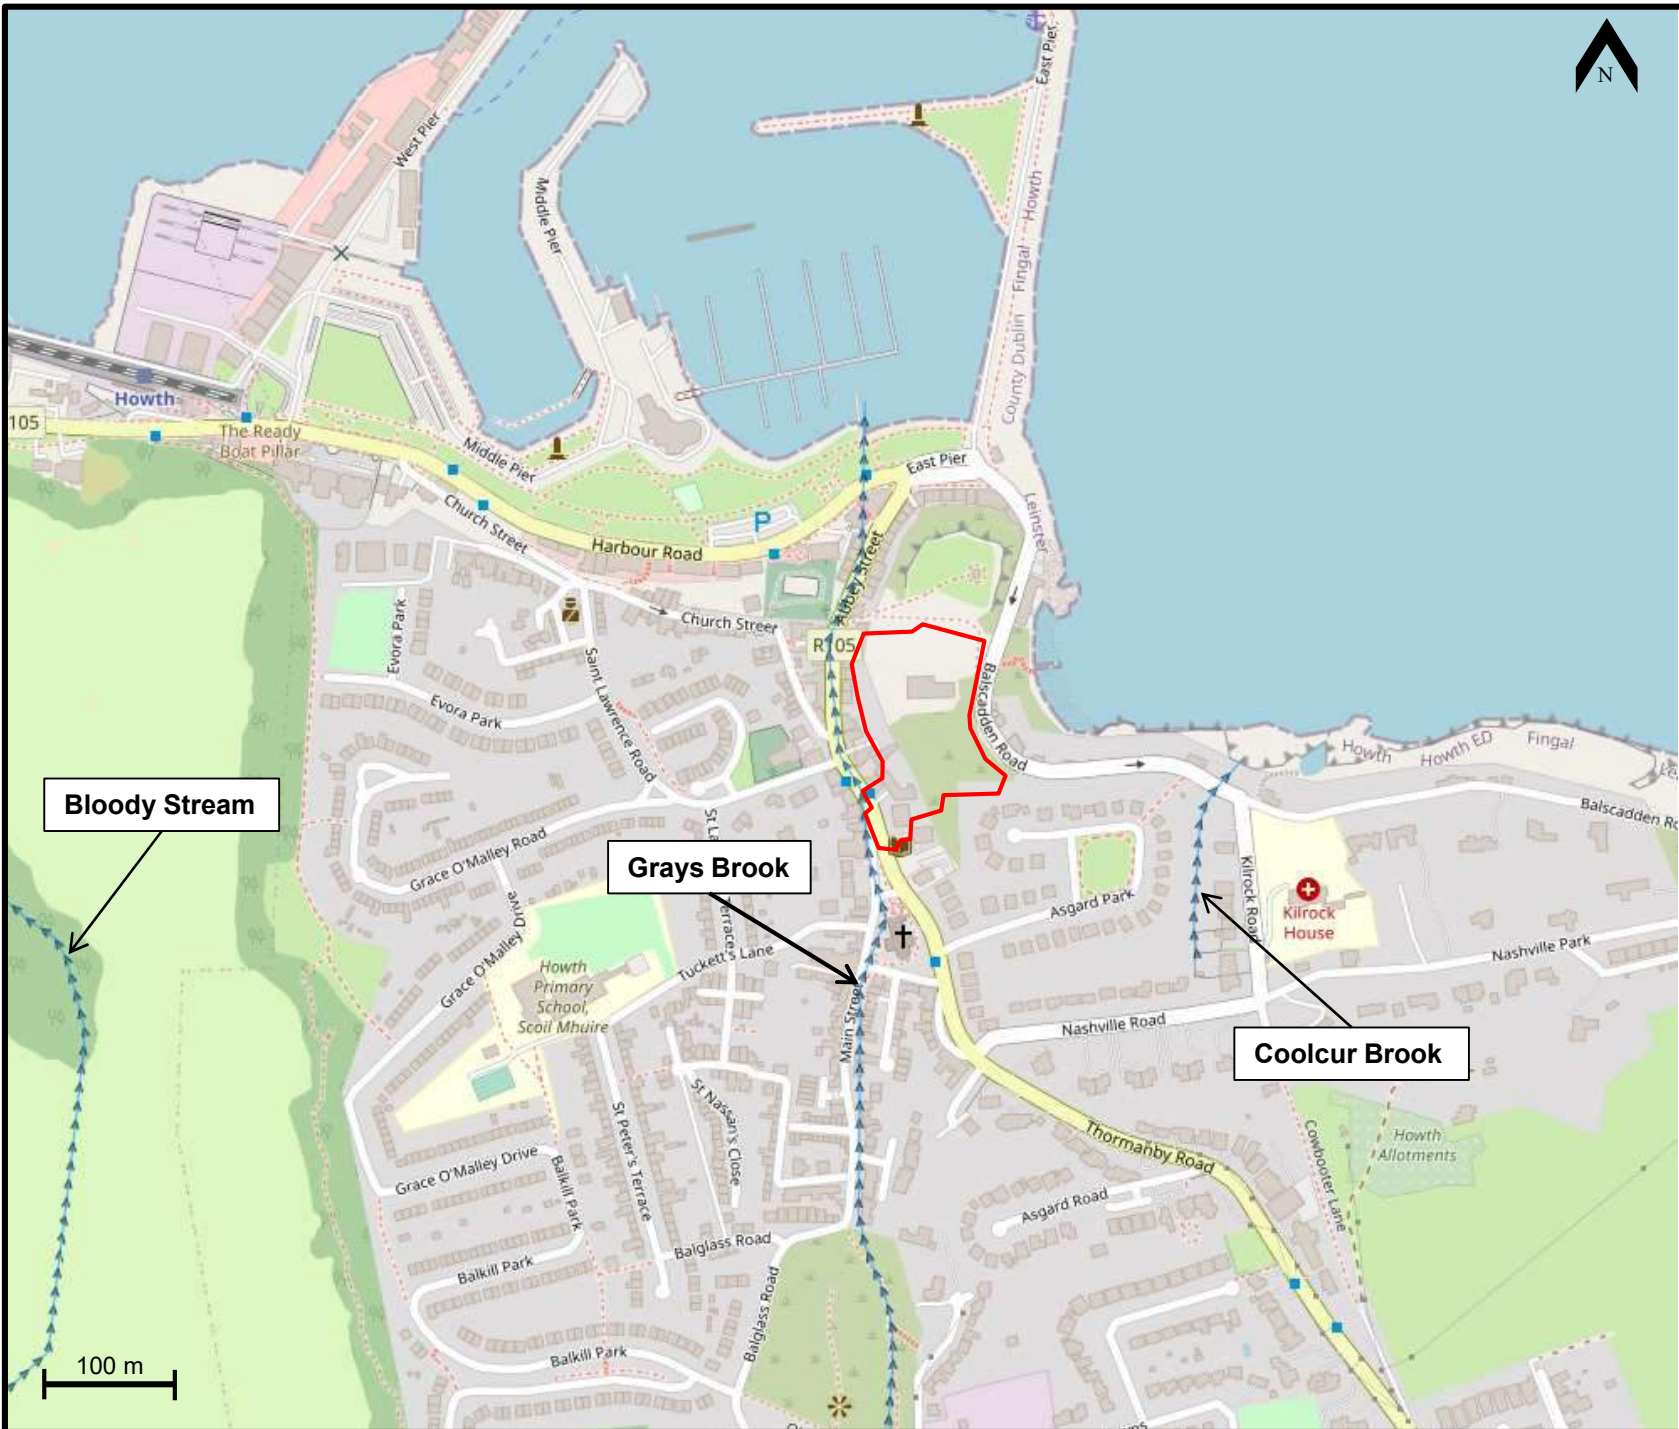 N
East Pier
West Pier
Middle Pier
Howth
Fingal
County Dublin
Howth
105
The Ready
Boat Pillar
Middle Pier
East Pier
Leinster
Church Street
P
Harbour Road
Abbey Street
Church Street
R105
Evora Park
Saint Lawrence Road
Evora Park
Balscadden Road
Howth
Howth ED
Fingal
Balscadden Ro
Bloody Stream
Grace O'Malley Road
St La
Terrace
Grays Brook
Kilrock Road
Kilrock
House
Asgard Park
Grace O'Malley Drive
Tuckett's Lane
Nashville Park
Howth
Primary
School,
Scoil Mhuire
Main Street
Nashville Road
Coolcur Brook
St Nassan's Close
St Peter's Terrace
Thormanby Road
Cowbooter Lane
Howth
Allotments
Grace O'Malley Drive
Balkill Park
Asgard Road
Balglass Road
Balkill Park
Balglass Road
Balkill Park
100 m